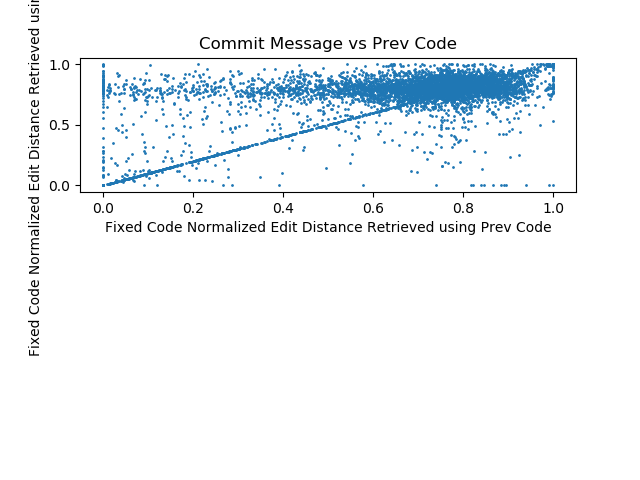 Commit Message vs Prev Code
Fixed Code Normalized Edit Distance Retrieved
1.0
0.5
0.0
0.0 0.2 0.4 0.6 0.8 1.0
Fixed Code Normalized Edit Distance Retrieved using Prev Code